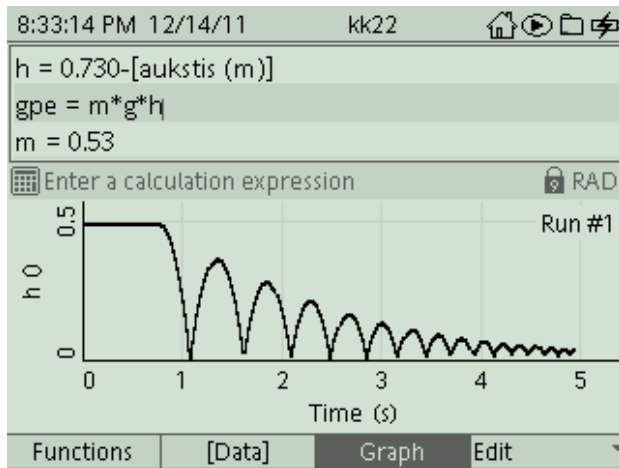 8:33:14 PM 12/14/11 kk22
h = 0.730-[aukstis (m)]
gpe = m*g*h
m = 0.53
Enter a calculation expression RAD
0.5
Run #1
h 0
0
0 1 2 3 4 5
Time (s)
Functions [Data] Graph Edit